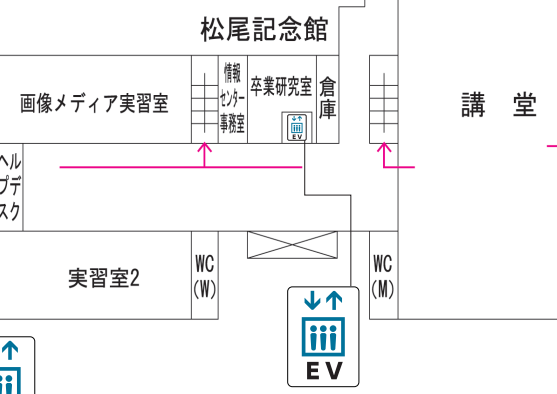 松尾記念館
画像メディア実習室
情報
センター
事務室
卒業研究室
倉
庫
EV
講 堂
ヘル
プデ
スク
実習室2
WC
(W)
WC
(M)
EV